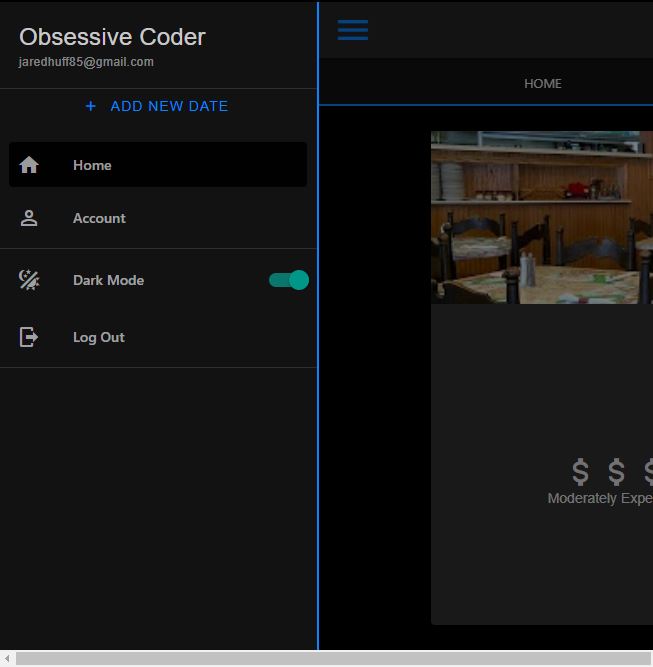 Obsessive Coder
jaredhuff85@gmail.com
+ ADD NEW DATE
Home
Account
Dark Mode
Log Out
HOME
$ $ $
Moderately Expe